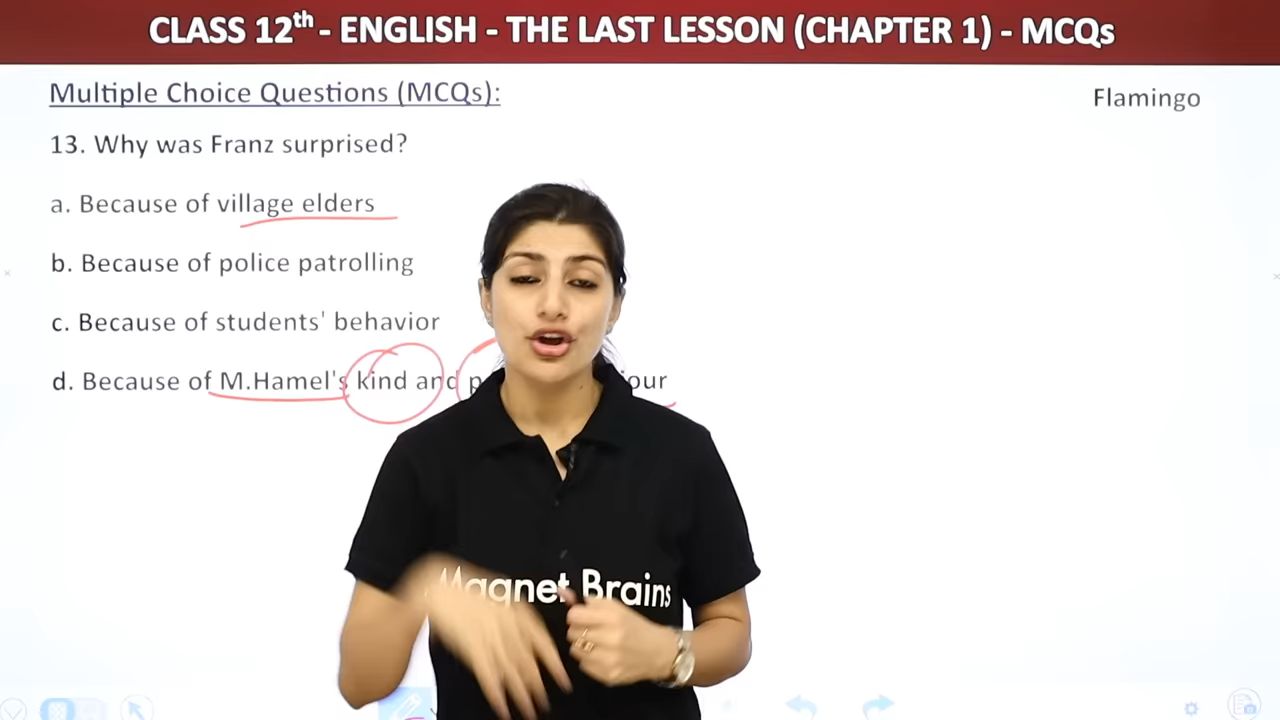 CLASS 12th - ENGLISH - THE LAST LESSON (CHAPTER 1) - MCQs
Multiple Choice Questions (MCQs):
Flamingo
13. Why was Franz surprised?
a. Because of village elders
b. Because of police patrolling
c. Because of students' behavior
d. Because of M.Hamel's kind and
Magnet Brains